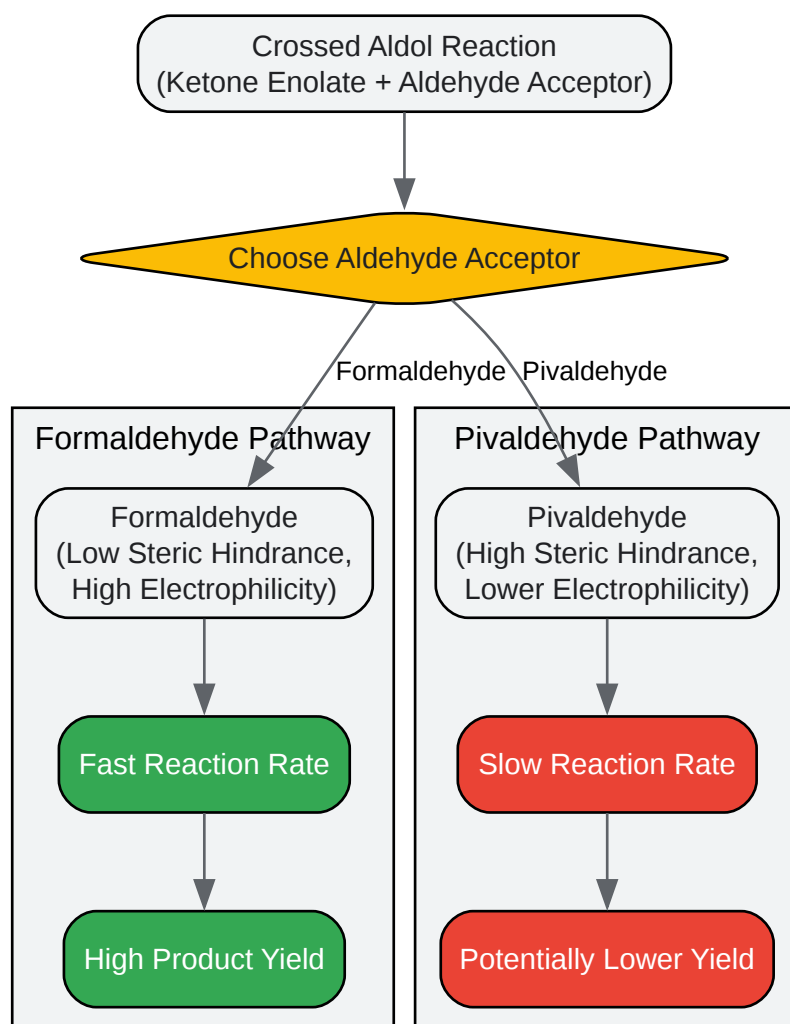 Crossed Aldol Reaction
(Ketone Enolate + Aldehyde Acceptor)
Choose Aldehyde Acceptor
Formaldehyde
Pivaldehyde
Formaldehyde Pathway
Formaldehyde
(Low Steric Hindrance,
High Electrophilicity)
Fast Reaction Rate
High Product Yield
Pivaldehyde Pathway
Pivaldehyde
(High Steric Hindrance,
Lower Electrophilicity)
Slow Reaction Rate
Potentially Lower Yield